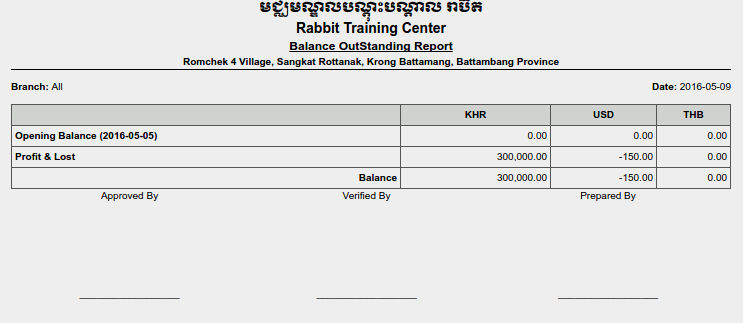 មជ្ឈមណ្ឌលបណ្តុះបណ្តាល រ៉ាប៊ីត
Rabbit Training Center
Balance OutStanding Report
Romchek 4 Village, Sangkat Rottanak, Krong Battamang, Battambang Province
Branch: All Date: 2016-05-09
KHR USD THB
Opening Balance (2016-05-05) 0.00 0.00 0.00
Profit & Lost 300,000.00 -150.00 0.00
Balance 300,000.00 -150.00 0.00
Approved By Verified By Prepared By